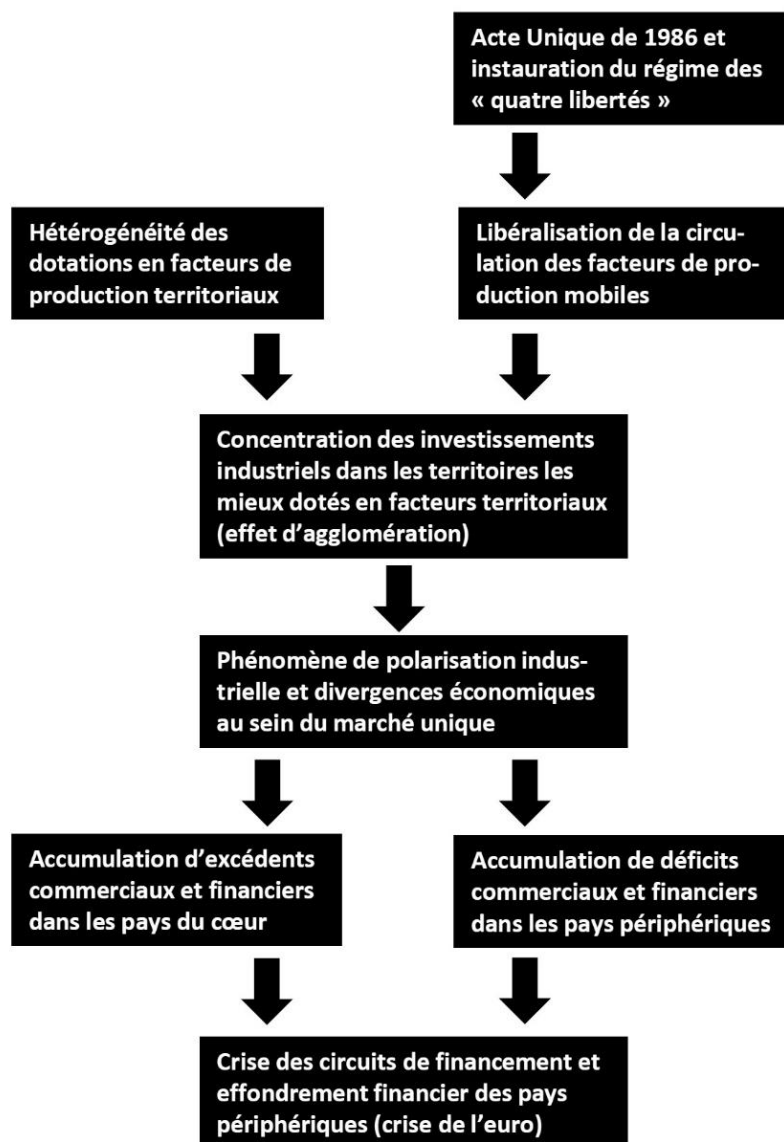 Acte Unique de 1986 et
instauration du régime des
« quatre libertés »
Hétérogénéité des
dotations en facteurs de
production territoriaux
Libéralisation de la circu-
lation des facteurs de pro-
duction mobiles
Concentration des investissements
industriels dans les territoires les
mieux dotés en facteurs territoriaux
(effet d’agglomération)
Phénomène de polarisation indus-
trielle et divergences économiques
au sein du marché unique
Accumulation d’excédents
commerciaux et financiers
dans les pays du cœur
Accumulation de déficits
commerciaux et financiers
dans les pays périphériques
Crise des circuits de financement et
effondrement financier des pays
périphériques (crise de l’euro)